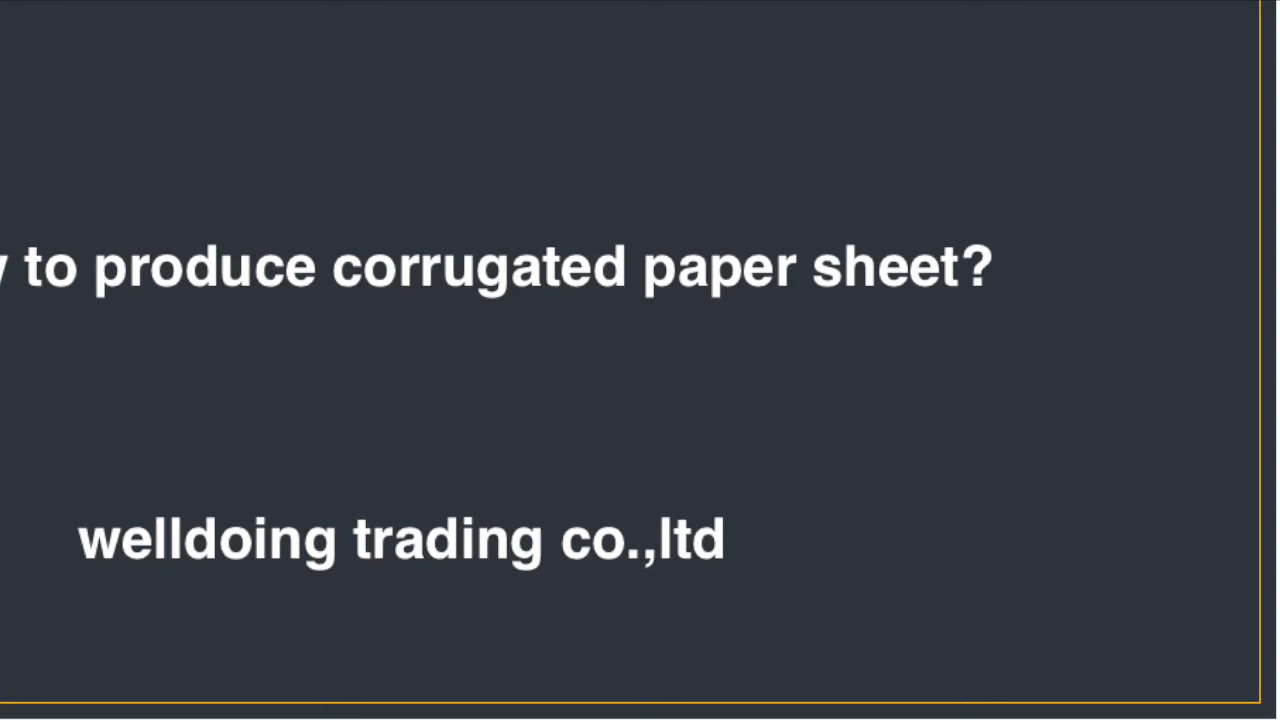 to produce corrugated paper sheet?
welldoing trading co.,ltd